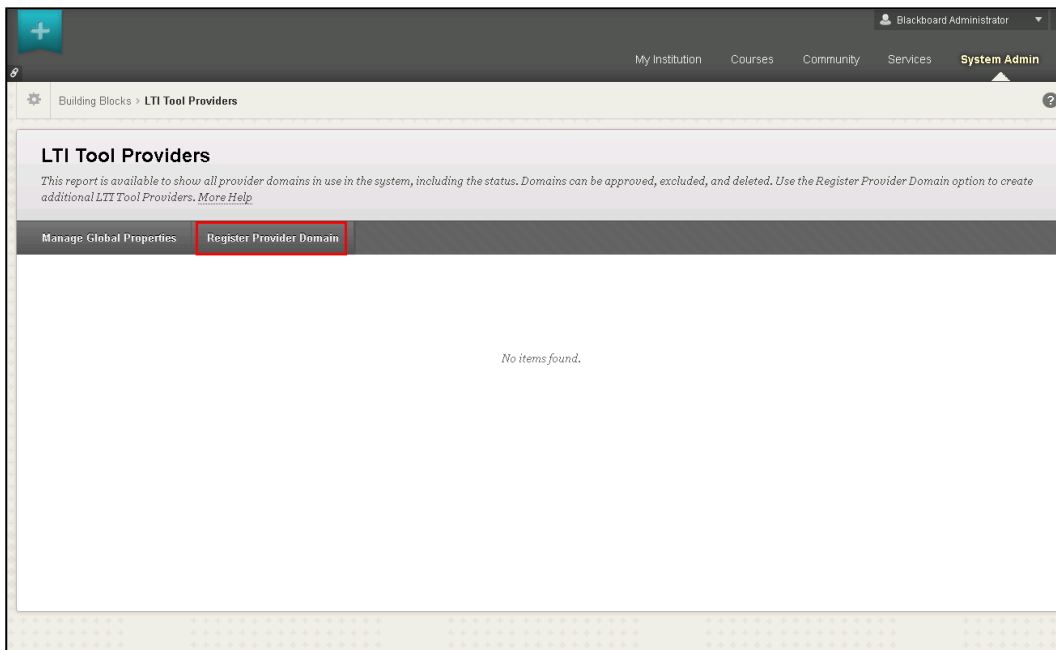 Blackboard Administrator
My Institution Courses Community Services System Admin
Building Blocks > LTI Tool Providers
LTI Tool Providers
This report is available to show all provider domains in use in the system, including the status. Domains can be approved, excluded, and deleted. Use the Register Provider Domain option to create
additional LTI Tool Providers. More Help
Manage Global Properties Register Provider Domain
No items found.